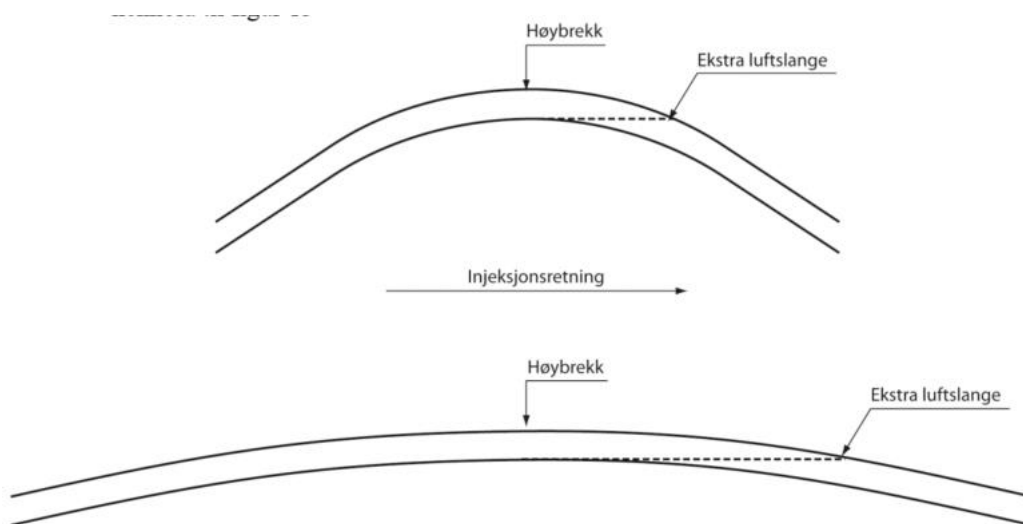 Høybrekk
Ekstra luftslange
Injeksjonsretning
Høybrekk
Ekstra luftslange